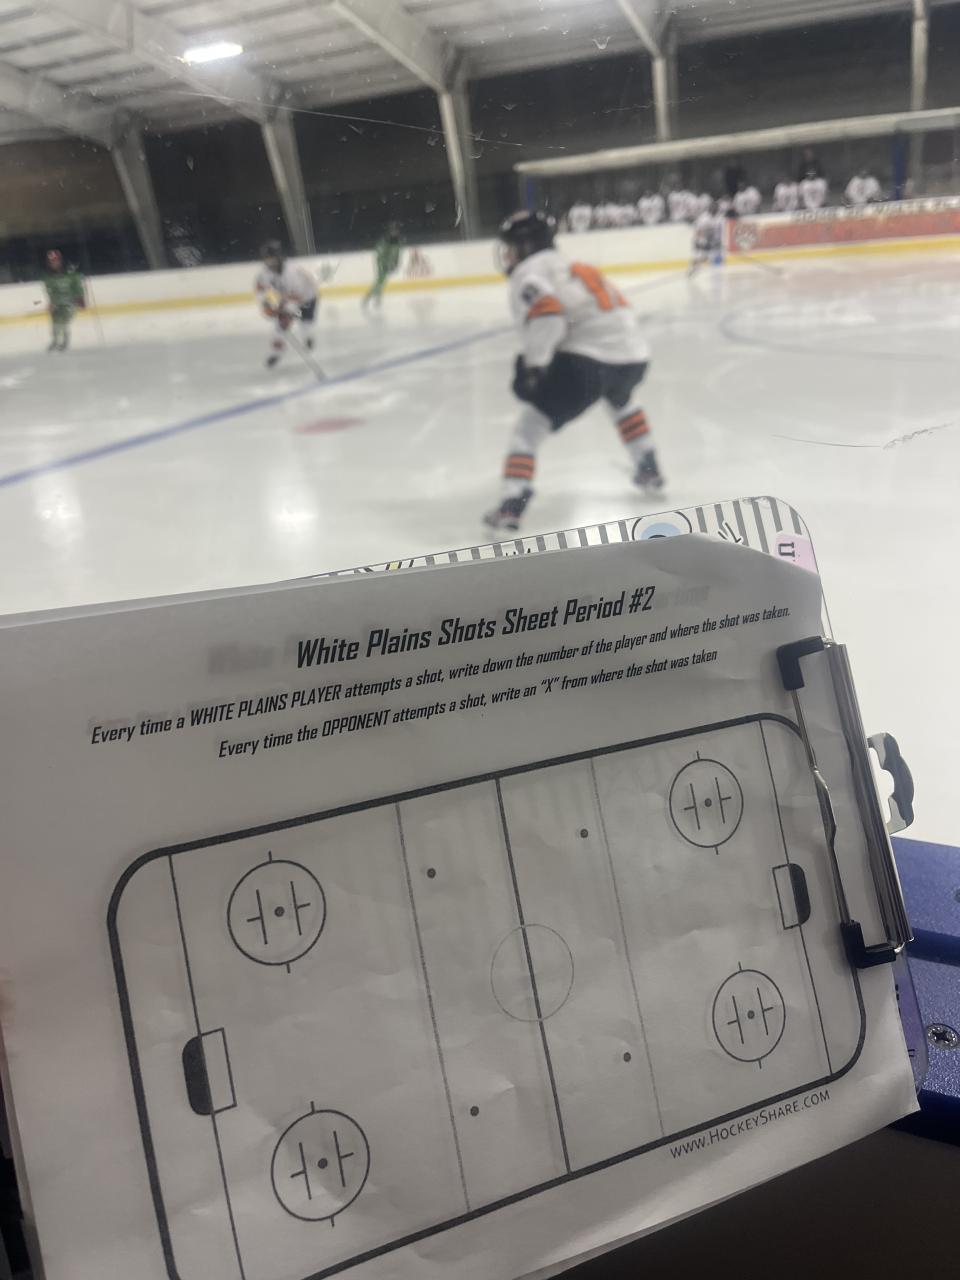 White Plains Shots Sheet Period #2
Every time a WHITE PLAINS PLAYER attempts a shot, write down the number of the player and where the shot was taken.
Every time the OPPONENT attempts a shot, write an “X” from where the shot was taken
www.HockeyShare.com